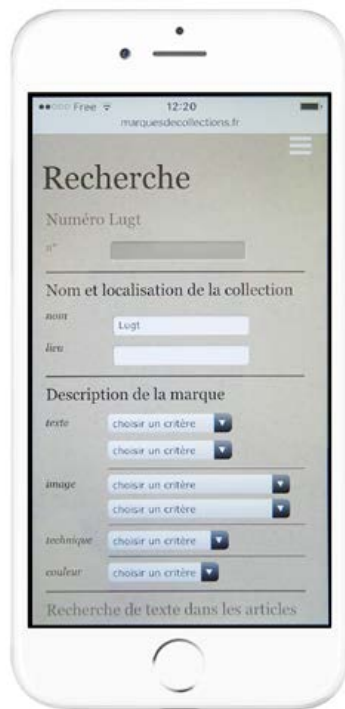 Free 12:20
marquesdecollections.fr
Recherche
Numéro Lugt
n°
Nom et localisation de la collection
nom Lugt
lieu
Description de la marque
texte choisir un critère
choisir un critère
image choisir un critère
choisir un critère
technique choisir un critère
couleur choisir un critère
Recherche de texte dans les articles